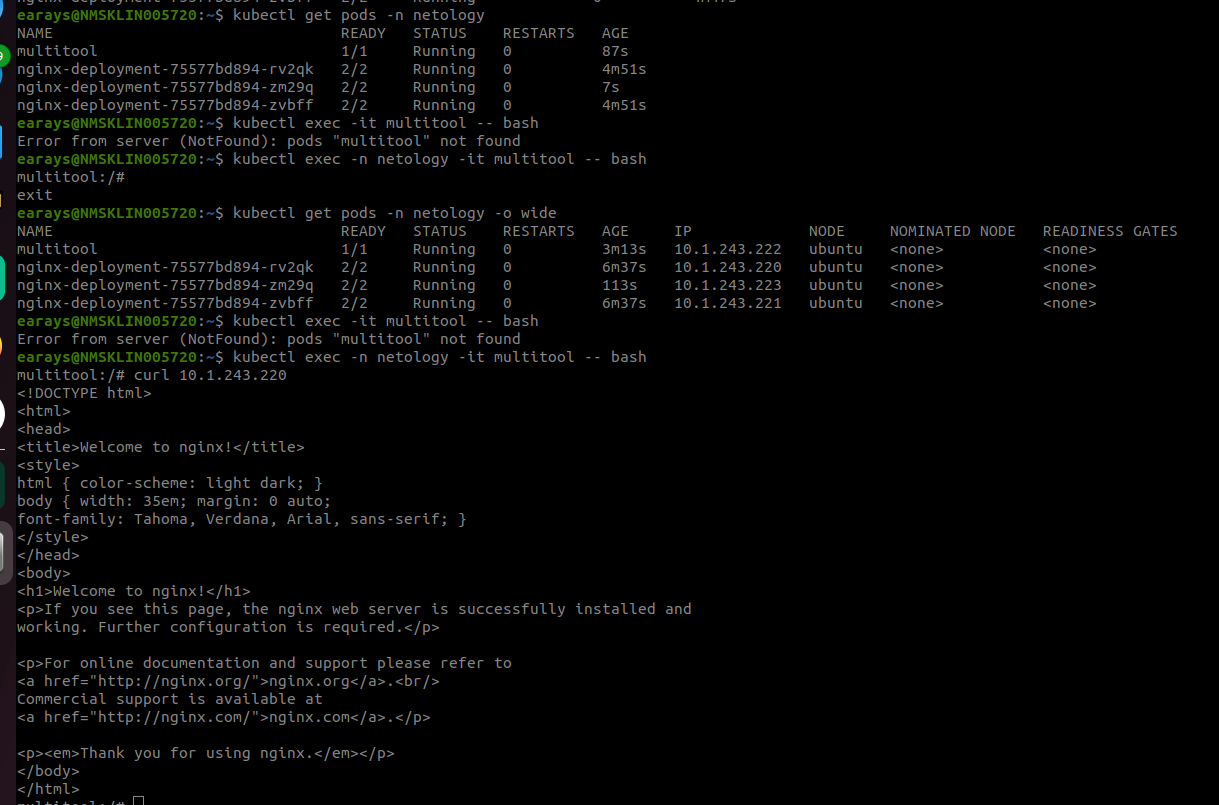 nginx-deployment-75577bd894-zvbff   2/2     Running             0          4m47s
earays@NMSKLIN005720:~$ kubectl get pods -n netology
NAME                                READY   STATUS    RESTARTS   AGE
multitool                           1/1     Running   0          87s
nginx-deployment-75577bd894-rv2qk   2/2     Running   0          4m51s
nginx-deployment-75577bd894-zm29q   2/2     Running   0          7s
nginx-deployment-75577bd894-zvbff   2/2     Running   0          4m51s
earays@NMSKLIN005720:~$ kubectl exec -it multitool -- bash
Error from server (NotFound): pods "multitool" not found
earays@NMSKLIN005720:~$ kubectl exec -n netology -it multitool -- bash
multitool:/#
exit
earays@NMSKLIN005720:~$ kubectl get pods -n netology -o wide
NAME                                READY   STATUS    RESTARTS   AGE     IP             NODE     NOMINATED NODE   READINESS GATES
multitool                           1/1     Running   0          3m13s   10.1.243.222   ubuntu   <none>           <none>
nginx-deployment-75577bd894-rv2qk   2/2     Running   0          6m37s   10.1.243.220   ubuntu   <none>           <none>
nginx-deployment-75577bd894-zm29q   2/2     Running   0          113s    10.1.243.223   ubuntu   <none>           <none>
nginx-deployment-75577bd894-zvbff   2/2     Running   0          6m37s   10.1.243.221   ubuntu   <none>           <none>
earays@NMSKLIN005720:~$ kubectl exec -it multitool -- bash
Error from server (NotFound): pods "multitool" not found
earays@NMSKLIN005720:~$ kubectl exec -n netology -it multitool -- bash
multitool:/# curl 10.1.243.220
<!DOCTYPE html>
<html>
<head>
<title>Welcome to nginx!</title>
<style>
html { color-scheme: light dark; }
body { width: 35em; margin: 0 auto;
font-family: Tahoma, Verdana, Arial, sans-serif; }
</style>
</head>
<body>
<h1>Welcome to nginx!</h1>
<p>If you see this page, the nginx web server is successfully installed and
working. Further configuration is required.</p>

<p>For online documentation and support please refer to
<a href="http://nginx.org/">nginx.org</a>.<br/>
Commercial support is available at
<a href="http://nginx.com/">nginx.com</a>.</p>

<p><em>Thank you for using nginx.</em></p>
</body>
</html>
multitool:/#